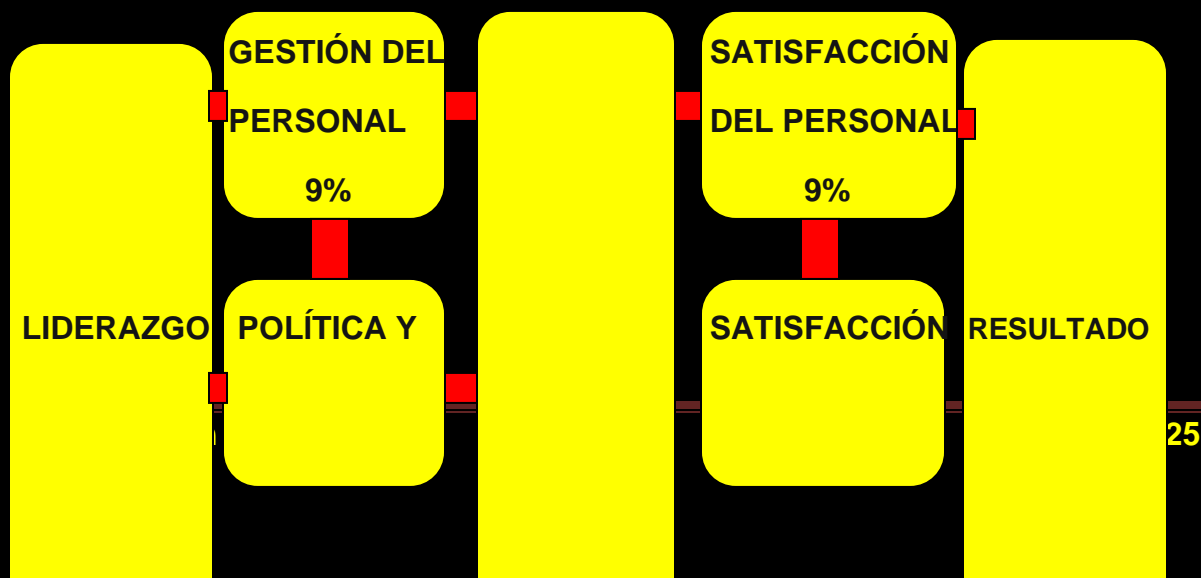 GESTIÓN DEL
PERSONAL
9%
SATISFACCIÓN
DEL PERSONAL
9%
LIDERAZGO
POLÍTICA Y
SATISFACCIÓN
RESULTADO
25